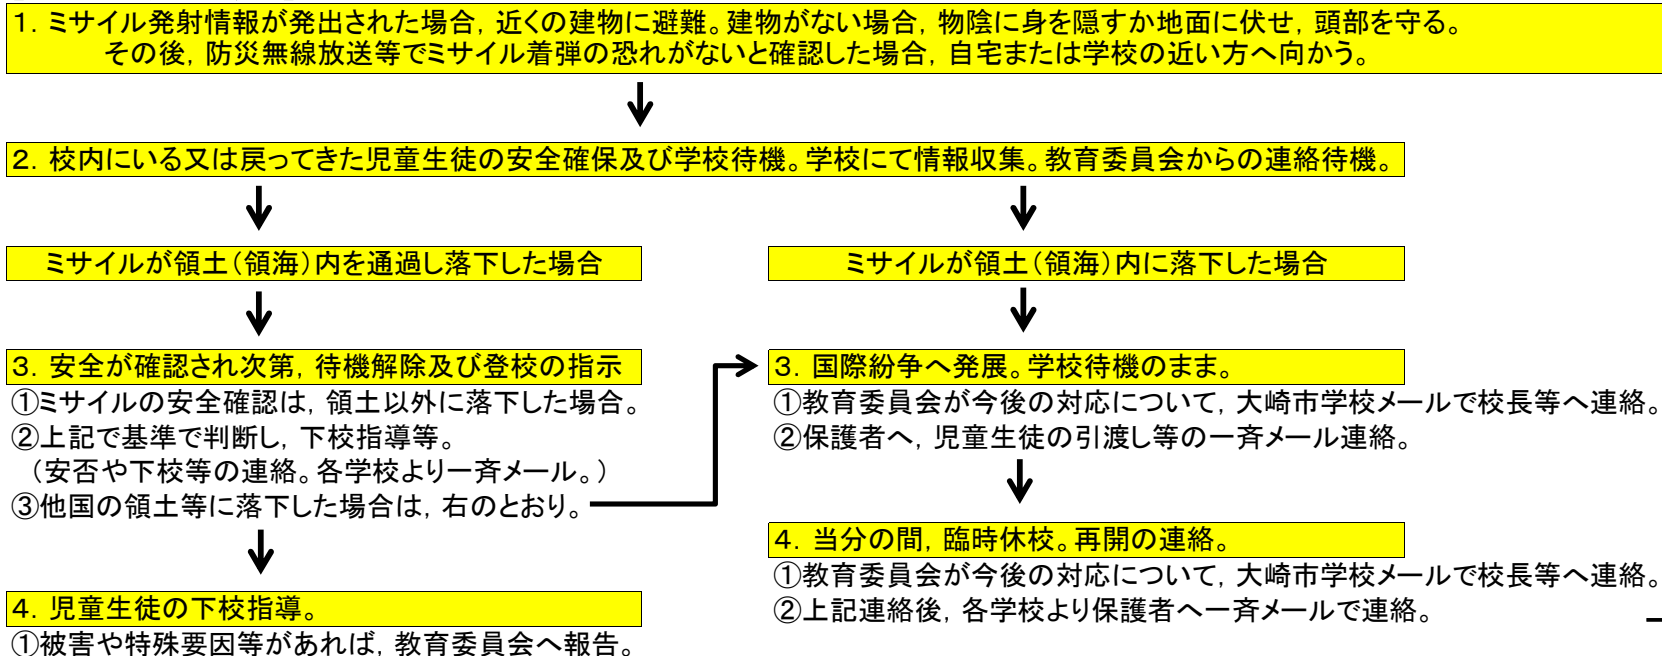 1．ミサイル発射情報が発出された場合，近くの建物に避難。建物がない場合，物陰に身を隠すか地面に伏せ，頭部を守る。
その後，防災無線放送等でミサイル着弾の恐れがないと確認した場合，自宅または学校の近い方へ向かう。
2．校内にいる又は戻ってきた児童生徒の安全確保及び学校待機。学校にて情報収集。教育委員会からの連絡待機。
ミサイルが領土（領海）内を通過し落下した場合
3．安全が確認され次第，待機解除及び登校の指示
①ミサイルの安全確認は，領土以外に落下した場合。
②上記で基準で判断し，下校指導等。
（安否や下校等の連絡。各学校より一斉メール。）
③他国の領土等に落下した場合は，右のとおり。
4．児童生徒の下校指導。
①被害や特殊要因等があれば，教育委員会へ報告。
ミサイルが領土（領海）内に落下した場合
3．国際紛争へ発展。学校待機のまま。
①教育委員会が今後の対応について，大崎市学校メールで校長等へ連絡。
②保護者へ，児童生徒の引渡し等の一斉メール連絡。
4．当分の間，臨時休校。再開の連絡。
①教育委員会が今後の対応について，大崎市学校メールで校長等へ連絡。
②上記連絡後，各学校より保護者へ一斉メールで連絡。